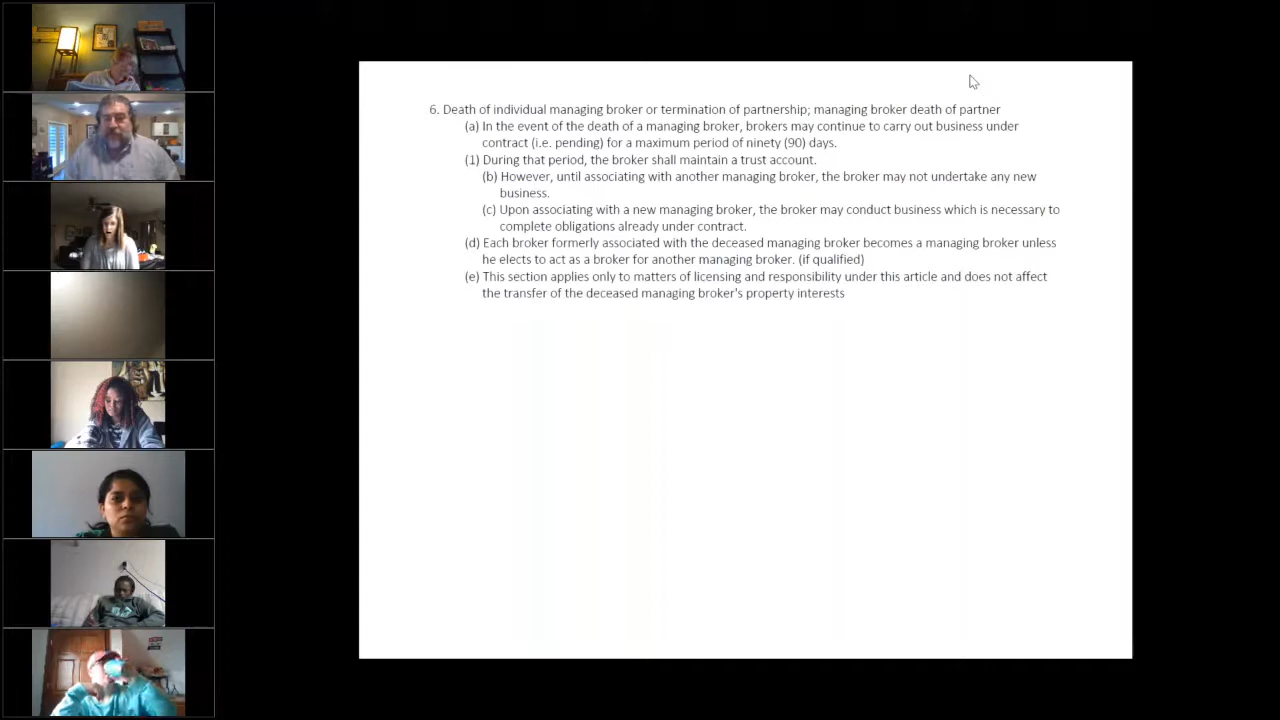 6. Death of individual managing broker or termination of partnership; managing broker death of partner
(a) In the event of the death of a managing broker, brokers may continue to carry out business under
contract (i.e. pending) for a maximum period of ninety (90) days.
(1) During that period, the broker shall maintain a trust account.
(b) However, until associating with another managing broker, the broker may not undertake any new
business.
(c) Upon associating with a new managing broker, the broker may conduct business which is necessary to
complete obligations already under contract.
(d) Each broker formerly associated with the deceased managing broker becomes a managing broker unless
he elects to act as a broker for another managing broker. (if qualified)
(e) This section applies only to matters of licensing and responsibility under this article and does not affect
the transfer of the deceased managing broker's property interests